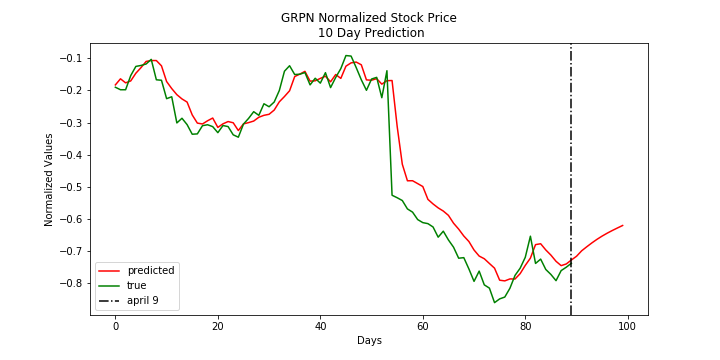 GRPN Normalized Stock Price
10 Day Prediction
Normalized Values
−0.1
−0.2
−0.3
−0.4
−0.5
−0.6
−0.7
−0.8
predicted
true
april 9
0
20
40
60
80
100
Days